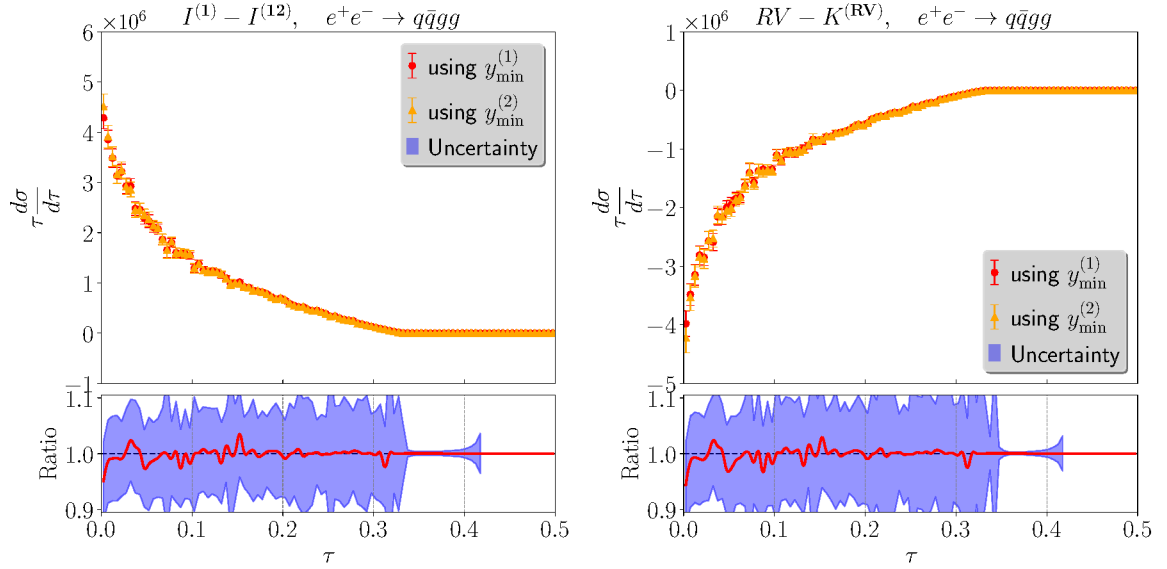 ×10⁶ I⁽¹⁾ − I⁽¹²⁾, e⁺e⁻ → qq̄gg
6
5
4
3
2
1
0
−1
τ dσ/dτ
using y_min⁽¹⁾
using y_min⁽²⁾
Uncertainty
1.1
1.0
0.9
Ratio
0.0 0.1 0.2 0.3 0.4 0.5
τ
×10⁶ RV − K⁽ᴿⱽ⁾, e⁺e⁻ → qq̄gg
1
0
−1
−2
−3
−4
−5
τ dσ/dτ
using y_min⁽¹⁾
using y_min⁽²⁾
Uncertainty
1.1
1.0
0.9
Ratio
0.0 0.1 0.2 0.3 0.4 0.5
τ